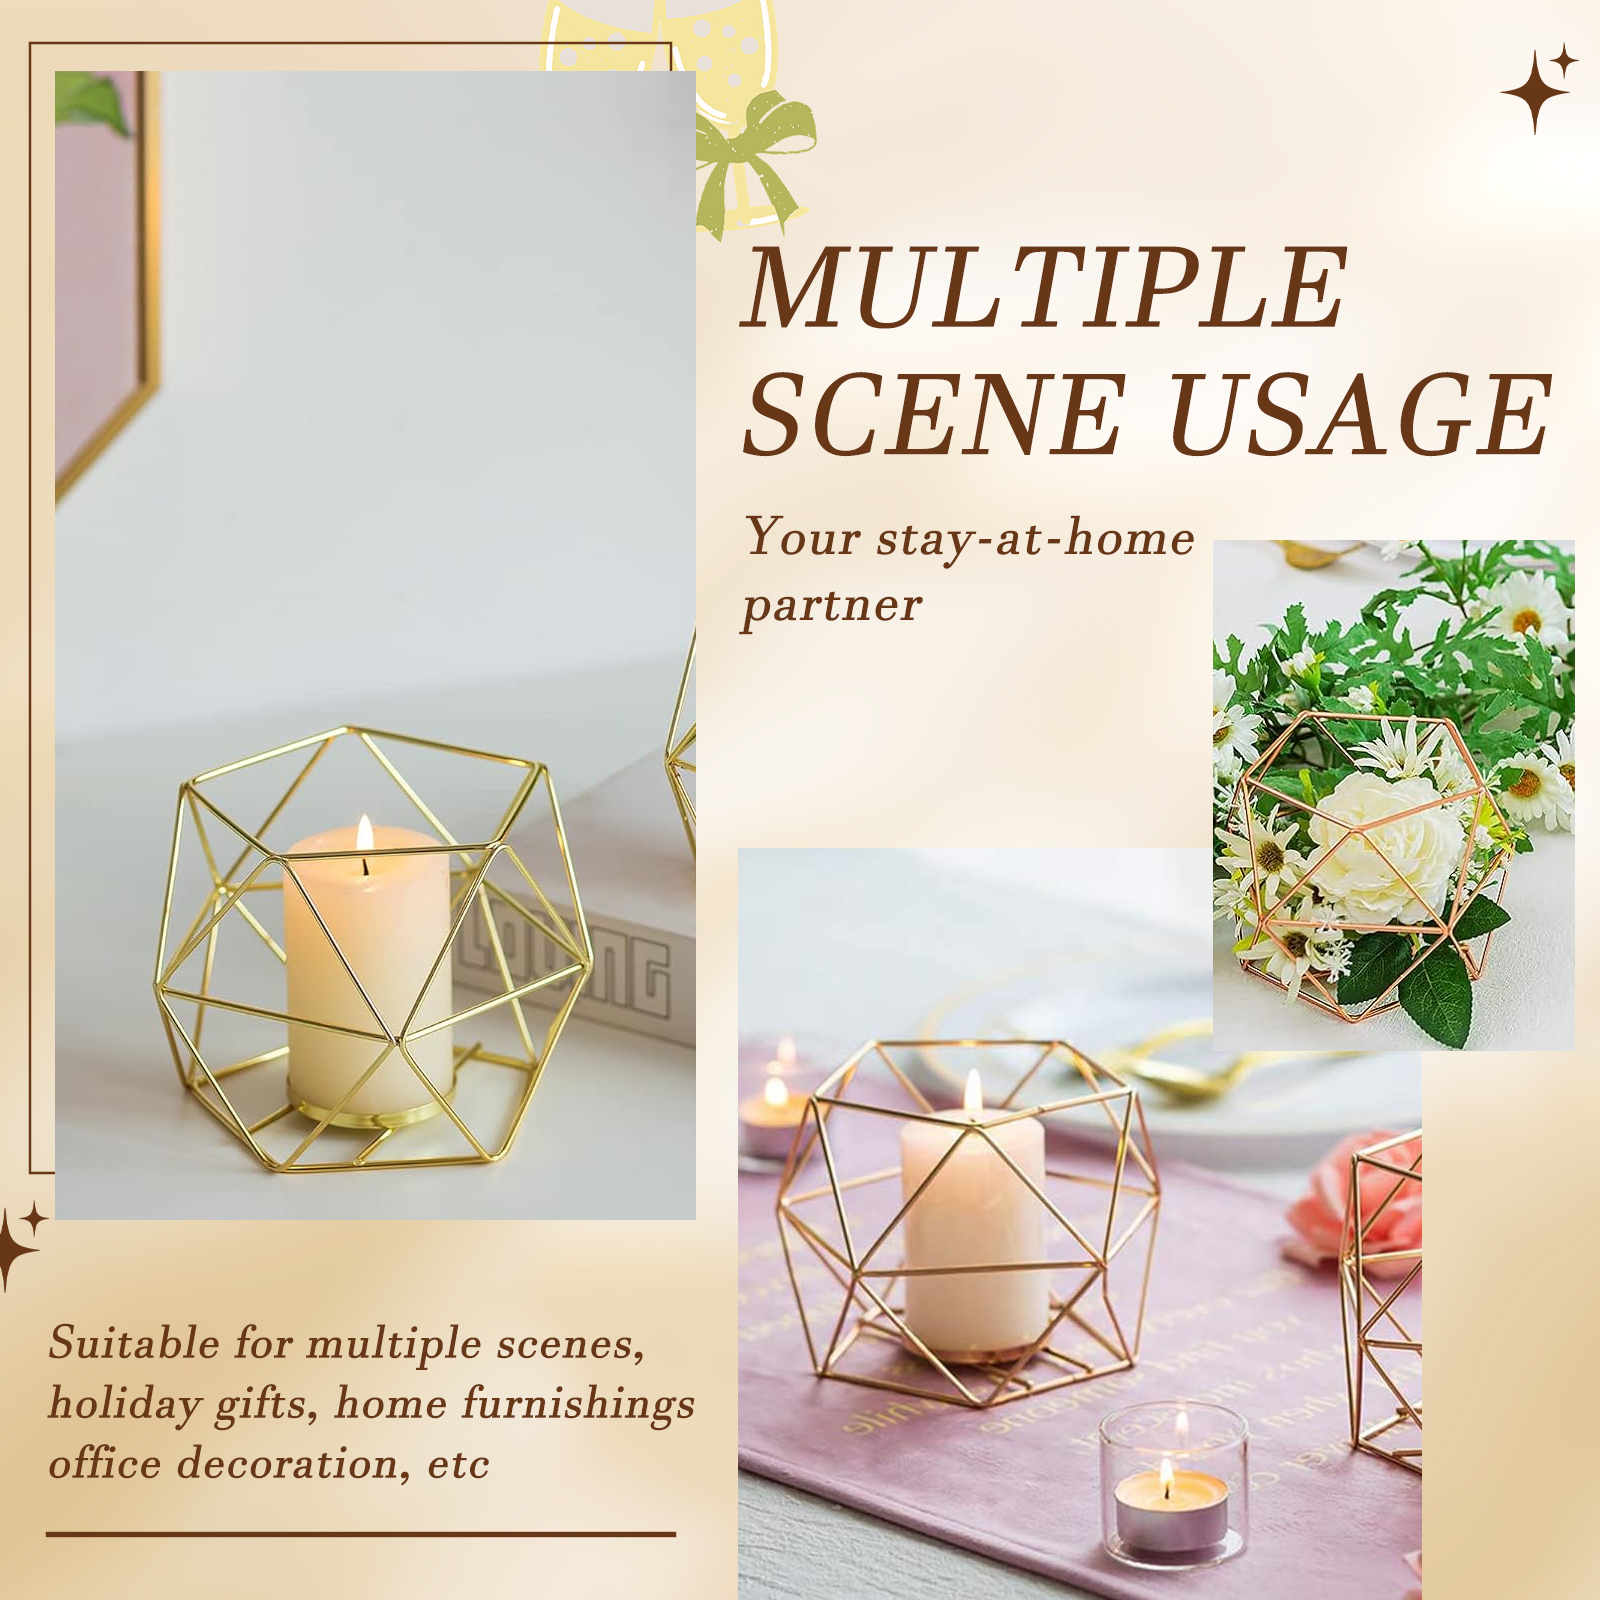 MULTIPLE
SCENE USAGE
Your stay-at-home
partner
Suitable for multiple scenes,
holiday gifts, home furnishings
office decoration, etc